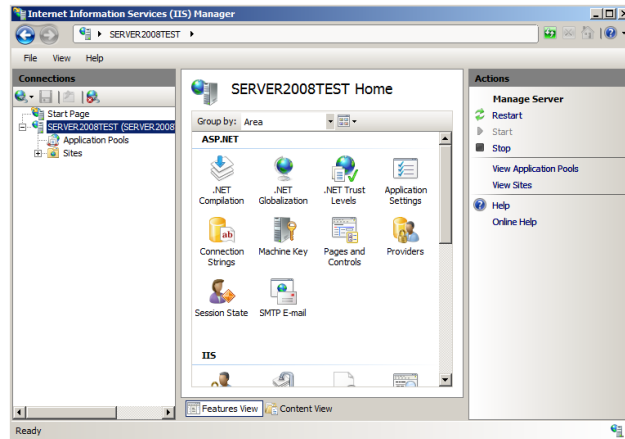 Internet Information Services (IIS) Manager
SERVER2008TEST
File View Help
Connections
Start Page
SERVER2008TEST (SERVER2008
Application Pools
Sites
SERVER2008TEST Home
Group by: Area
ASP.NET
.NET Compilation
.NET Globalization
.NET Trust Levels
Application Settings
ab
Connection Strings
Machine Key
Pages and Controls
Providers
Session State
SMTP E-mail
IIS
Features View
Content View
Actions
Manage Server
Restart
Start
Stop
View Application Pools
View Sites
Help
Online Help
Ready